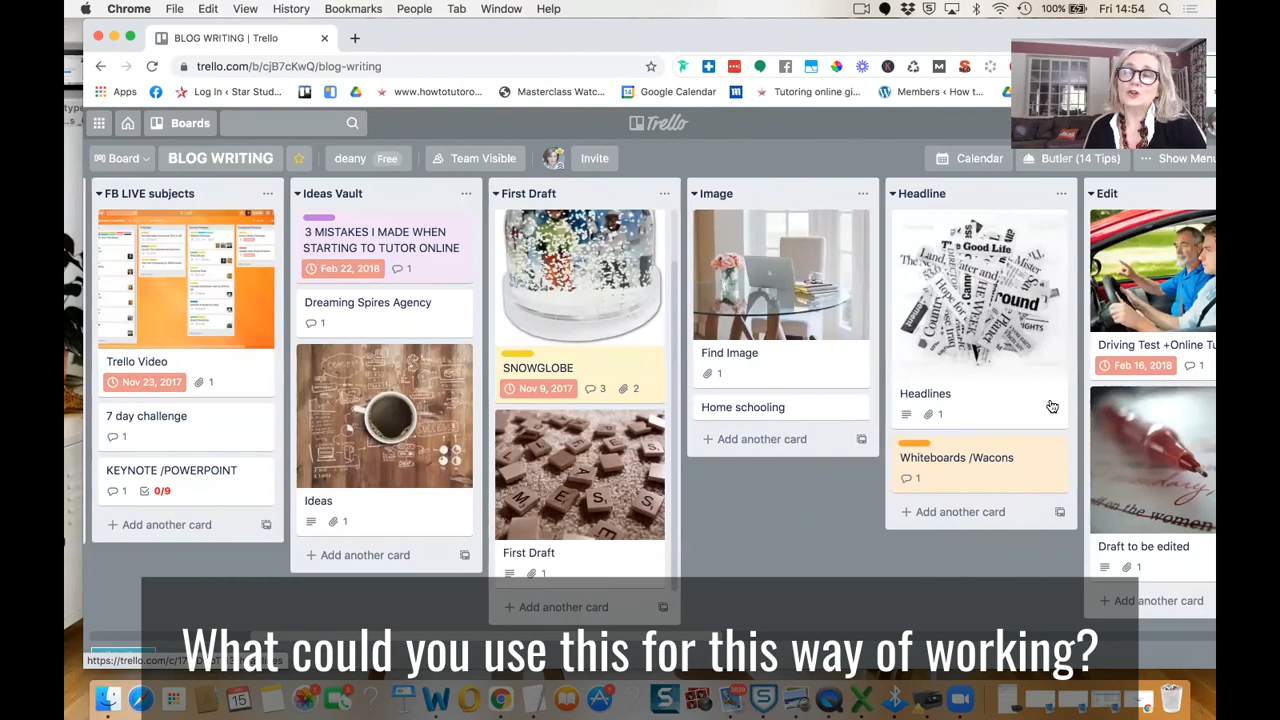 Chrome File Edit View History Bookmarks People Tab Window Help 100% Fri 14:54
BLOG WRITING | Trello
trello.com/b/cjB7cKwQ/blog-writing
Apps Log In ‹ Star Stud... www.howtotutoro... Masterclass Watc... Google Calendar Tutoring online gi... Members ‹ How t...
Boards Trello
Board BLOG WRITING deany Free Team Visible Invite Calendar Butler (14 Tips) Show Menu
FB LIVE subjects
Trello Video
Nov 23, 2017 1
7 day challenge
1
KEYNOTE /POWERPOINT
1 0/9
+ Add another card
Ideas Vault
3 MISTAKES I MADE WHEN
STARTING TO TUTOR ONLINE
Feb 22, 2018 1
Dreaming Spires Agency
1
Ideas
1
+ Add another card
First Draft
SNOWGLOBE
Nov 9, 2017 3 2
First Draft
1
+ Add another card
Image
Find Image
1
Home schooling
+ Add another card
Headline
The Good Life
Headlines
1
Whiteboards /Wacons
1
+ Add another card
Edit
Driving Test +Online Tu
Feb 16, 2018 1
on the women
Draft to be edited
1
+ Add another card
What could you use this for this way of working?